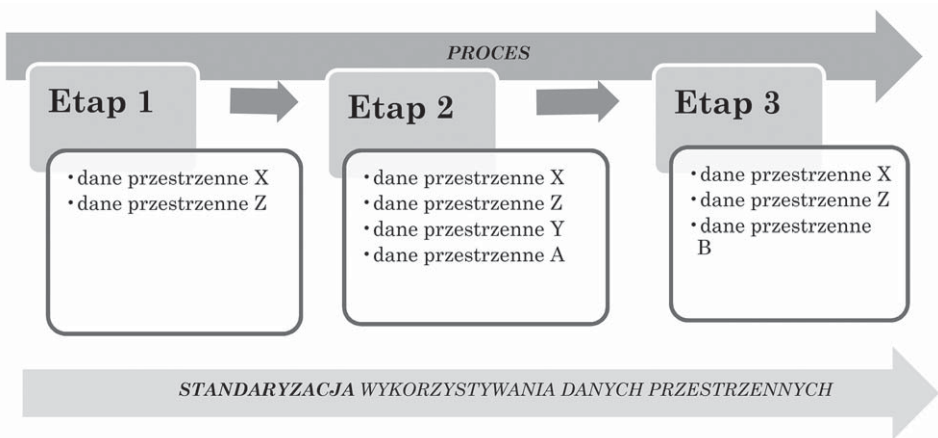 PROCES
Etap 1
• dane przestrzenne X
• dane przestrzenne Z
Etap 2
• dane przestrzenne X
• dane przestrzenne Z
• dane przestrzenne Y
• dane przestrzenne A
Etap 3
• dane przestrzenne X
• dane przestrzenne Z
• dane przestrzenne
B
STANDARYZACJA WYKORZYSTYWANIA DANYCH PRZESTRZENNYCH